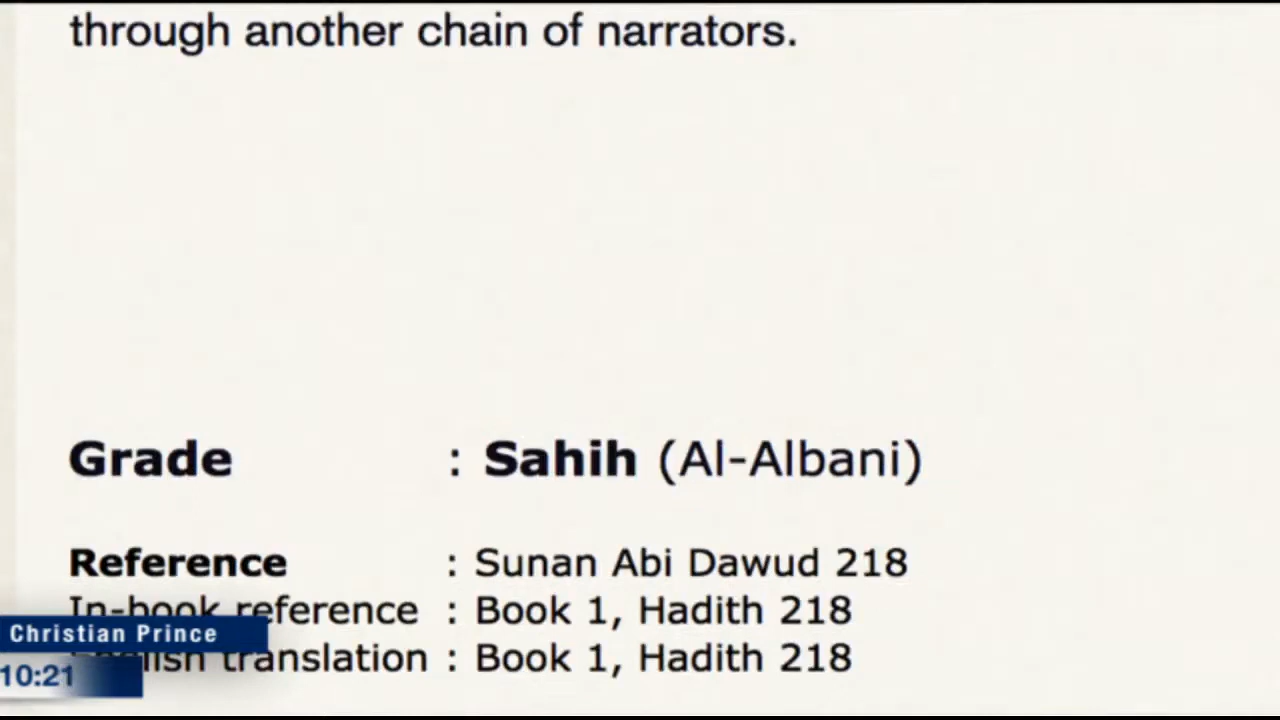 through another chain of narrators.
Grade : Sahih (Al-Albani)
Reference : Sunan Abi Dawud 218
In-book reference : Book 1, Hadith 218
English translation : Book 1, Hadith 218
Christian Prince
10:21